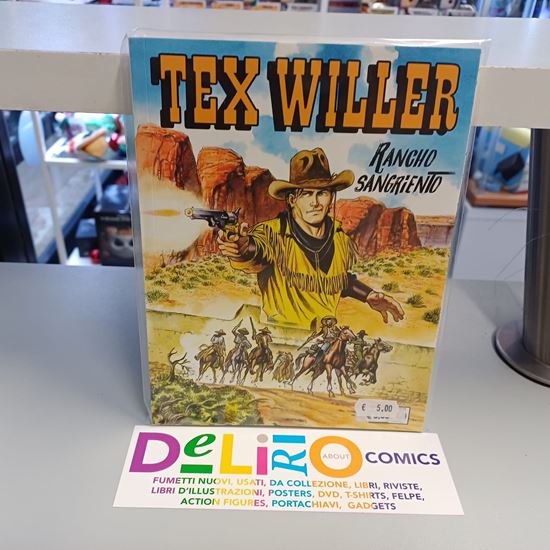 TEX WILLER
RANCHO
SANGRIENTO
€ 5,00
DeLiRiO ABOUT COMICS
FUMETTI NUOVI, USATI, DA COLLEZIONE, LIBRI, RIVISTE,
LIBRI D'ILLUSTRAZIONI, POSTERS, DVD, T-SHIRTS, FELPE,
ACTION FIGURES, PORTACHIAVI, GADGETS